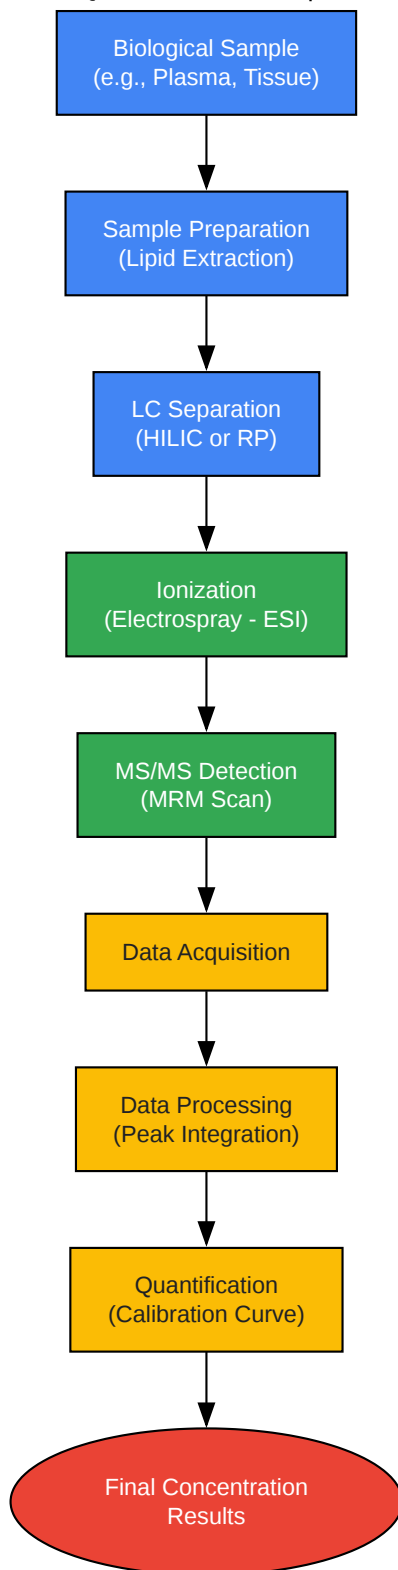 Biological Sample
(e.g., Plasma, Tissue)
Sample Preparation
(Lipid Extraction)
LC Separation
(HILIC or RP)
Ionization
(Electrospray - ESI)
MS/MS Detection
(MRM Scan)
Data Acquisition
Data Processing
(Peak Integration)
Quantification
(Calibration Curve)
Final Concentration
Results